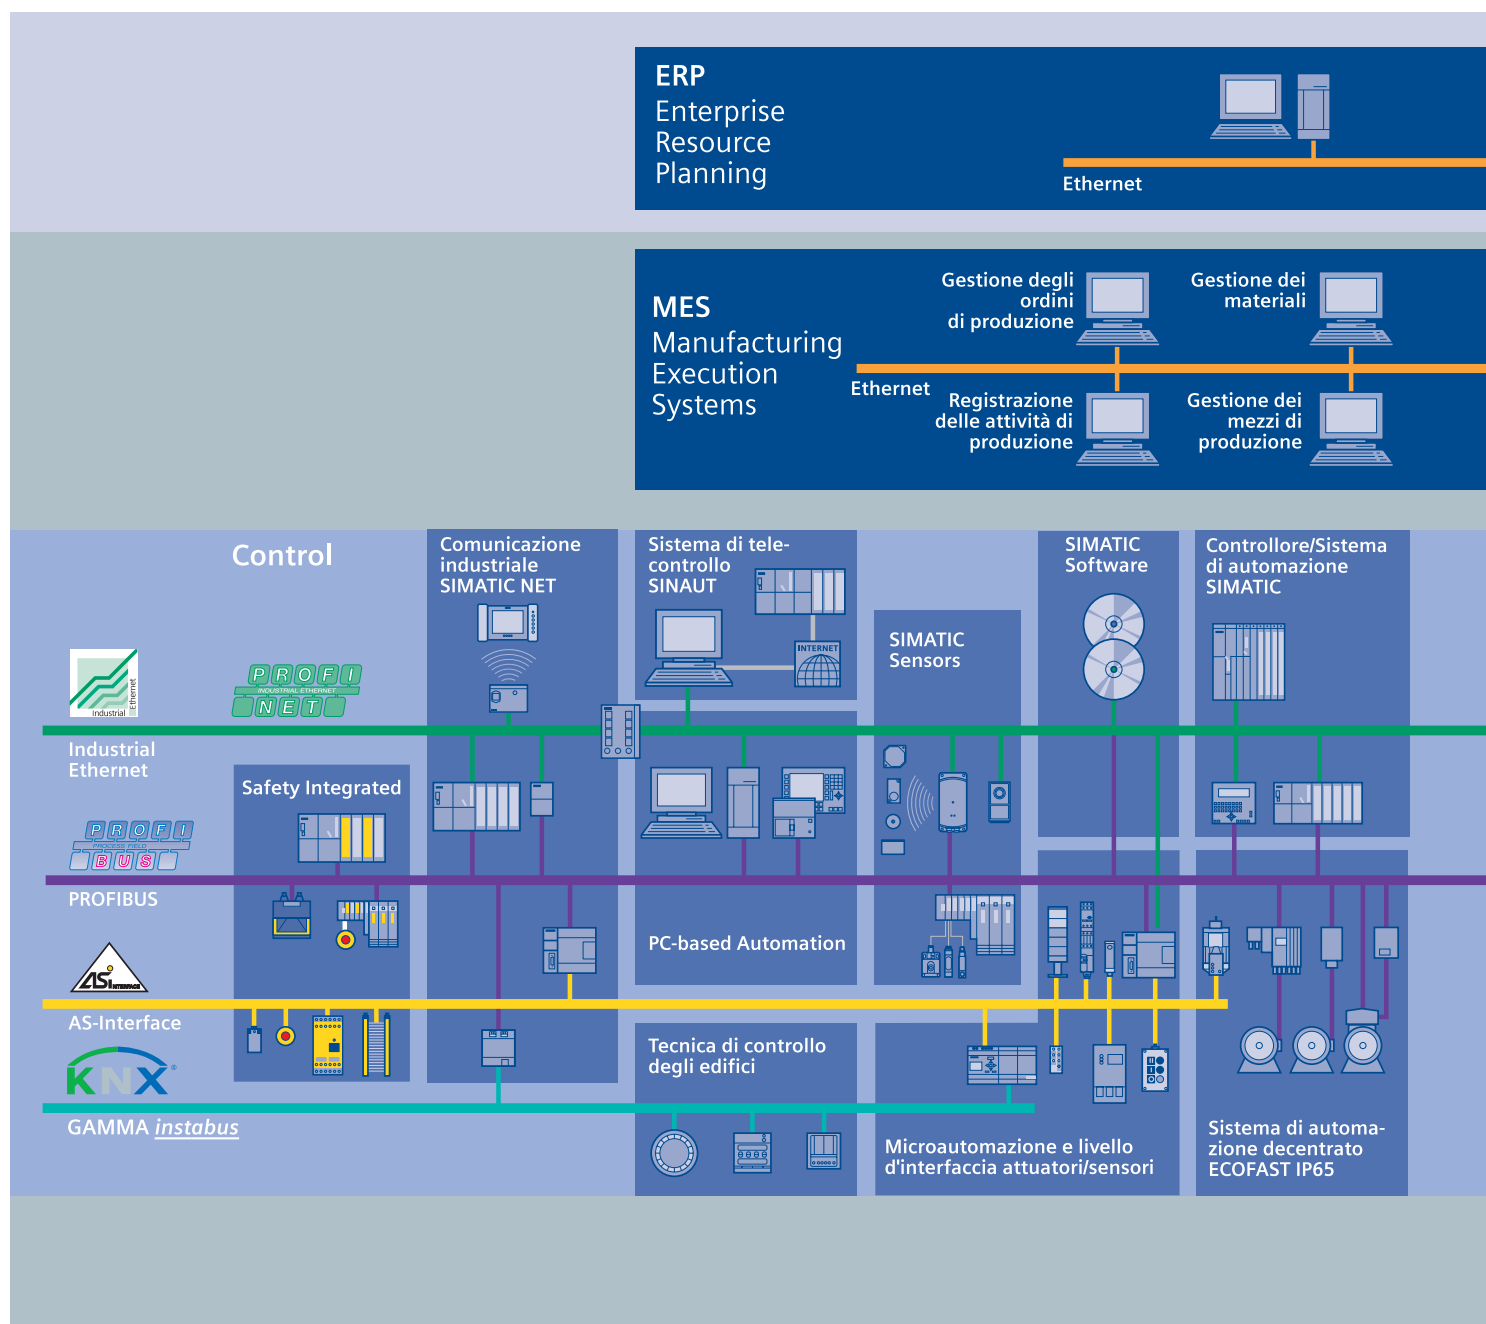 ERP
Enterprise
Resource
Planning
Ethernet
MES
Manufacturing
Execution
Systems
Gestione degli
ordini
di produzione
Gestione dei
materiali
Ethernet
Registrazione
delle attività di
produzione
Gestione dei
mezzi di
produzione
Control
Comunicazione
industriale
SIMATIC NET
Sistema di tele-
controllo
SINAUT
INTERNET
SIMATIC
Sensors
SIMATIC
Software
Controllore/Sistema
di automazione
SIMATIC
Industrial
Ethernet
PROFI
INDUSTRIAL ETHERNET
NET
Industrial
Ethernet
Safety Integrated
PROFI
PROCESS FIELD
BUS
PROFIBUS
PC-based Automation
ASi
INTERFACE
AS-Interface
KNX®
GAMMA instabus
Tecnica di controllo
degli edifici
Microautomazione e livello
d'interfaccia attuatori/sensori
Sistema di automa-
zione decentrato
ECOFAST IP65